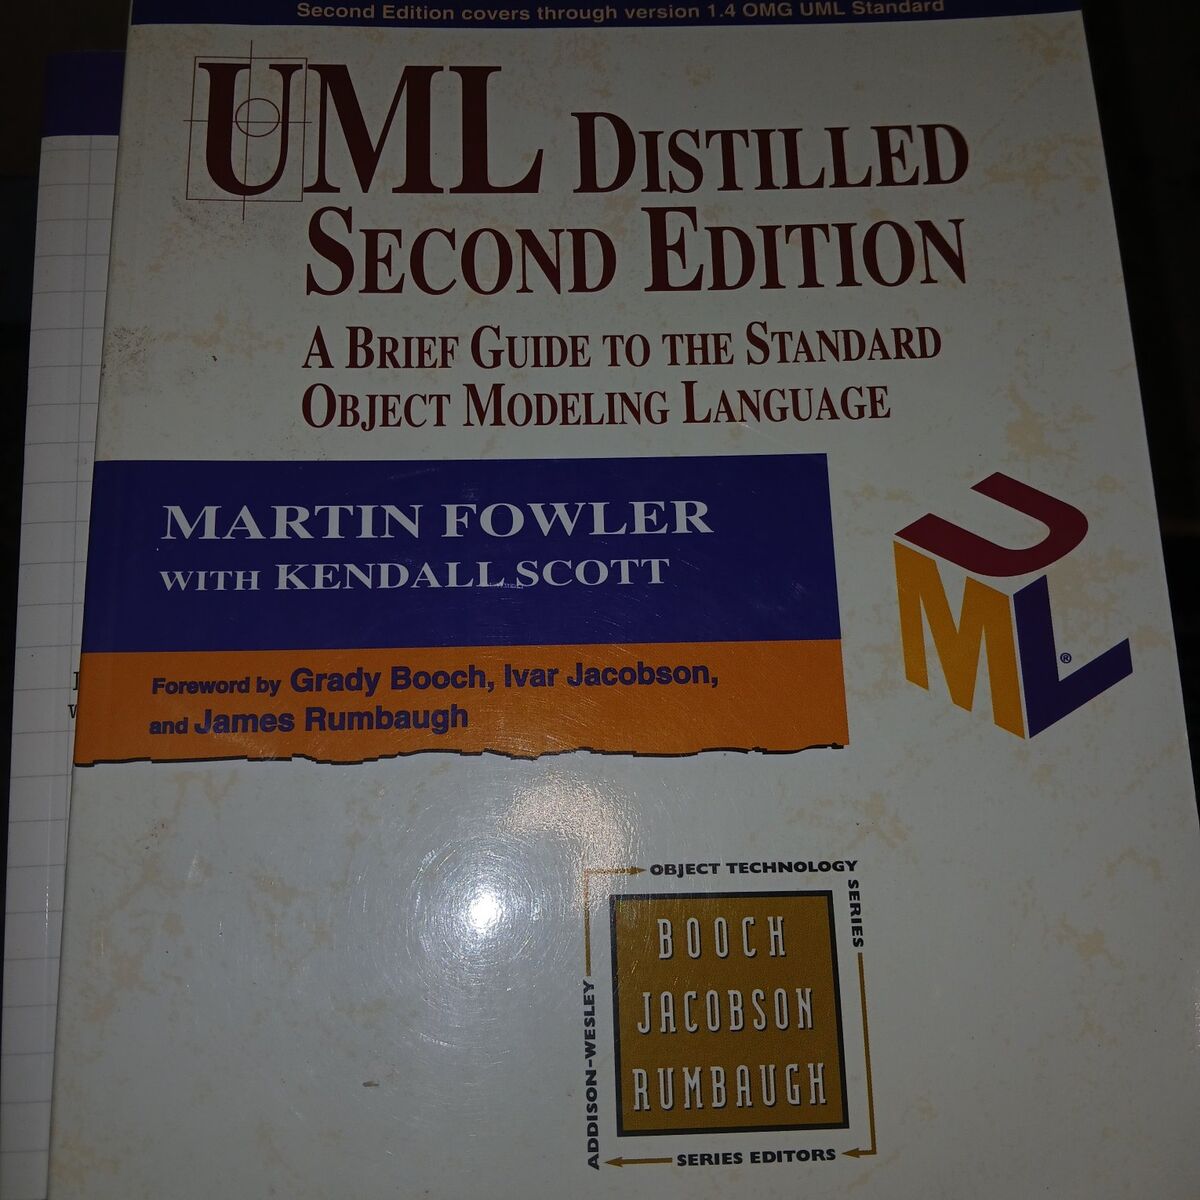 Second Edition covers through version 1.4 OMG UML Standard
UML DISTILLED
SECOND EDITION
A BRIEF GUIDE TO THE STANDARD
OBJECT MODELING LANGUAGE
MARTIN FOWLER
WITH KENDALL SCOTT
Foreword by Grady Booch, Ivar Jacobson,
and James Rumbaugh
UML®
OBJECT TECHNOLOGY
SERIES
BOOCH
JACOBSON
RUMBAUGH
ADDISON-WESLEY
SERIES EDITORS